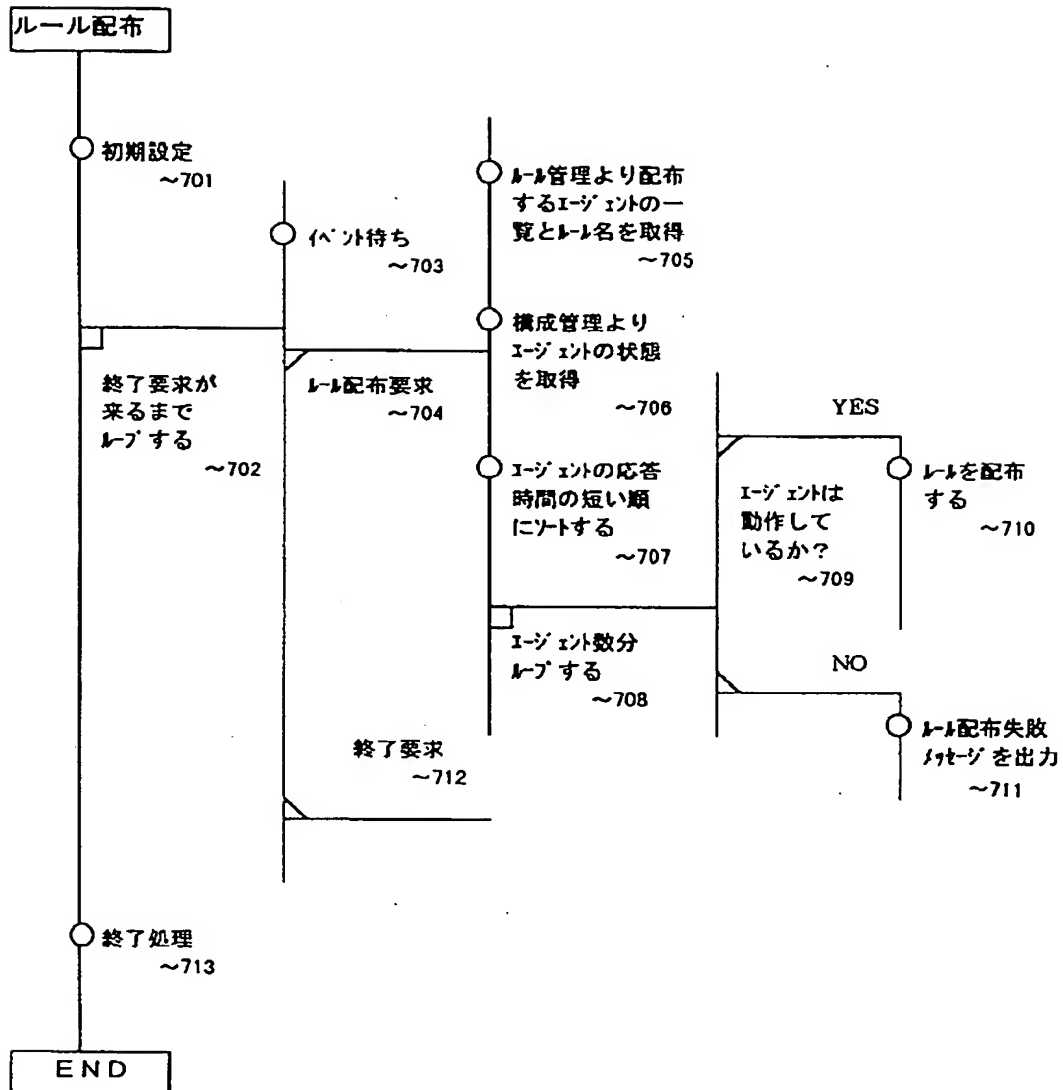 ルール配布
初期設定
~701
イベント待ち
~703
終了要求が
来るまで
ループする
~702
ルール配布要求
~704
ルール管理より配布
するエージェントの一
覧とルール名を取得
~705
構成管理より
エージェントの状態
を取得
~706
エージェントの応答
時間の短い順
にソートする
~707
エージェント数分
ループする
~708
YES
エージェントは
動作して
いるか?
~709
ルールを配布
する
~710
NO
ルール配布失敗
メッセージを出力
~711
終了要求
~712
終了処理
~713
END